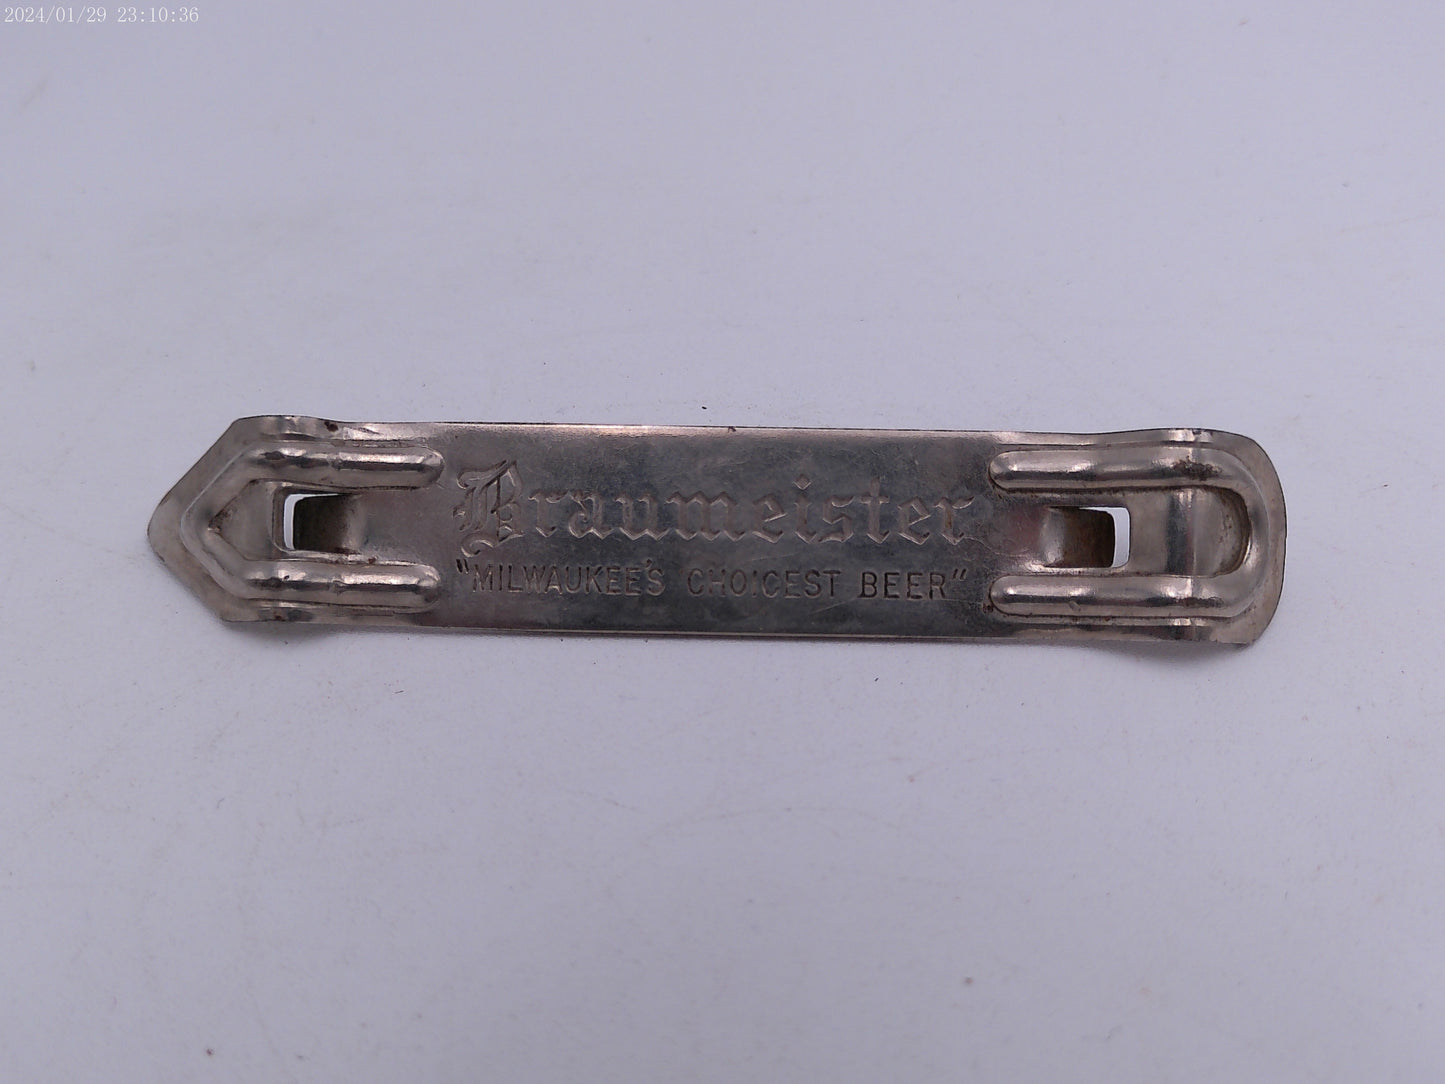 2024/01/29 23:10:36
Braumeister
"MILWAUKEE'S CHOICEST BEER"